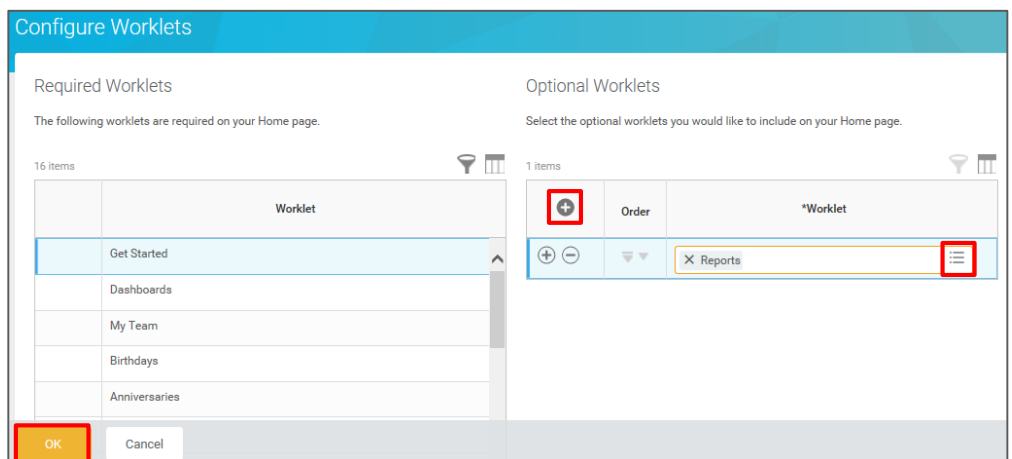 Configure Worklets
Required Worklets
The following worklets are required on your Home page.
16 items
Worklet
Get Started
Dashboards
My Team
Birthdays
Anniversaries
Optional Worklets
Select the optional worklets you would like to include on your Home page.
1 items
Order
*Worklet
Reports
OK
Cancel